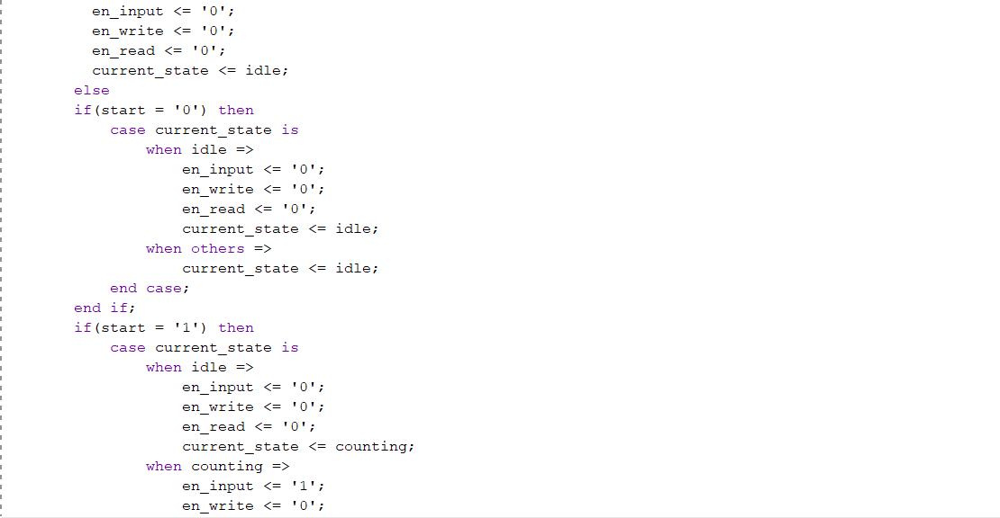 en_input <= '0';
en_write <= '0';
en_read <= '0';
current_state <= idle;
else
if(start = '0') then
case current_state is
when idle =>
en_input <= '0';
en_write <= '0';
en_read <= '0';
current_state <= idle;
when others =>
current_state <= idle;
end case;
end if;
if(start = '1') then
case current_state is
when idle =>
en_input <= '0';
en_write <= '0';
en_read <= '0';
current_state <= counting;
when counting =>
en_input <= '1';
en_write <= '0';